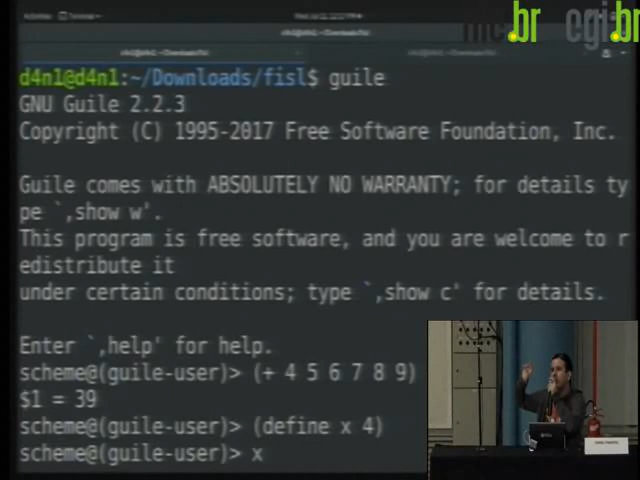 .br
cgi.br
d4n1@d4n1:~/Downloads/fisl$ guile
GNU Guile 2.2.3
Copyright (C) 1995-2017 Free Software Foundation, Inc.
Guile comes with ABSOLUTELY NO WARRANTY; for details ty
pe `,show w'.
This program is free software, and you are welcome to r
edistribute it
under certain conditions; type `,show c' for details.
Enter `,help' for help.
scheme@(guile-user)> (+ 4 5 6 7 8 9)
$1 = 39
scheme@(guile-user)> (define x 4)
scheme@(guile-user)> x